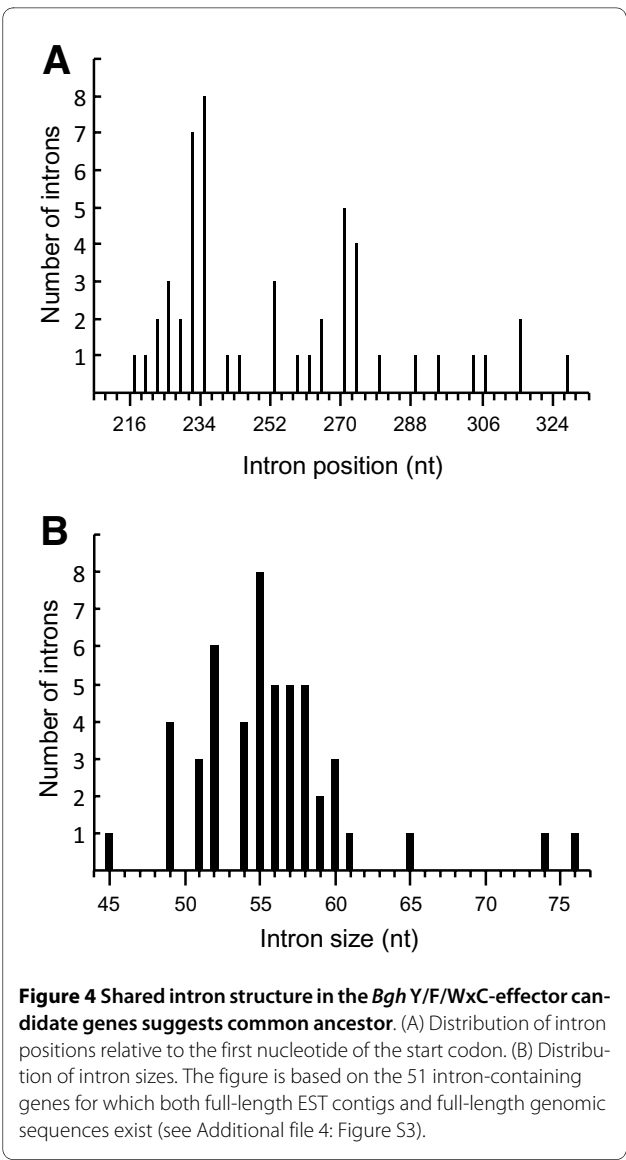 A
Number of introns
8
7
6
5
4
3
2
1
216 234 252 270 288 306 324
Intron position (nt)
B
Number of introns
8
7
6
5
4
3
2
1
45 50 55 60 65 70 75
Intron size (nt)
Figure 4 Shared intron structure in the Bgh Y/F/WxC-effector can-
didate genes suggests common ancestor. (A) Distribution of intron
positions relative to the first nucleotide of the start codon. (B) Distribu-
tion of intron sizes. The figure is based on the 51 intron-containing
genes for which both full-length EST contigs and full-length genomic
sequences exist (see Additional file 4: Figure S3).